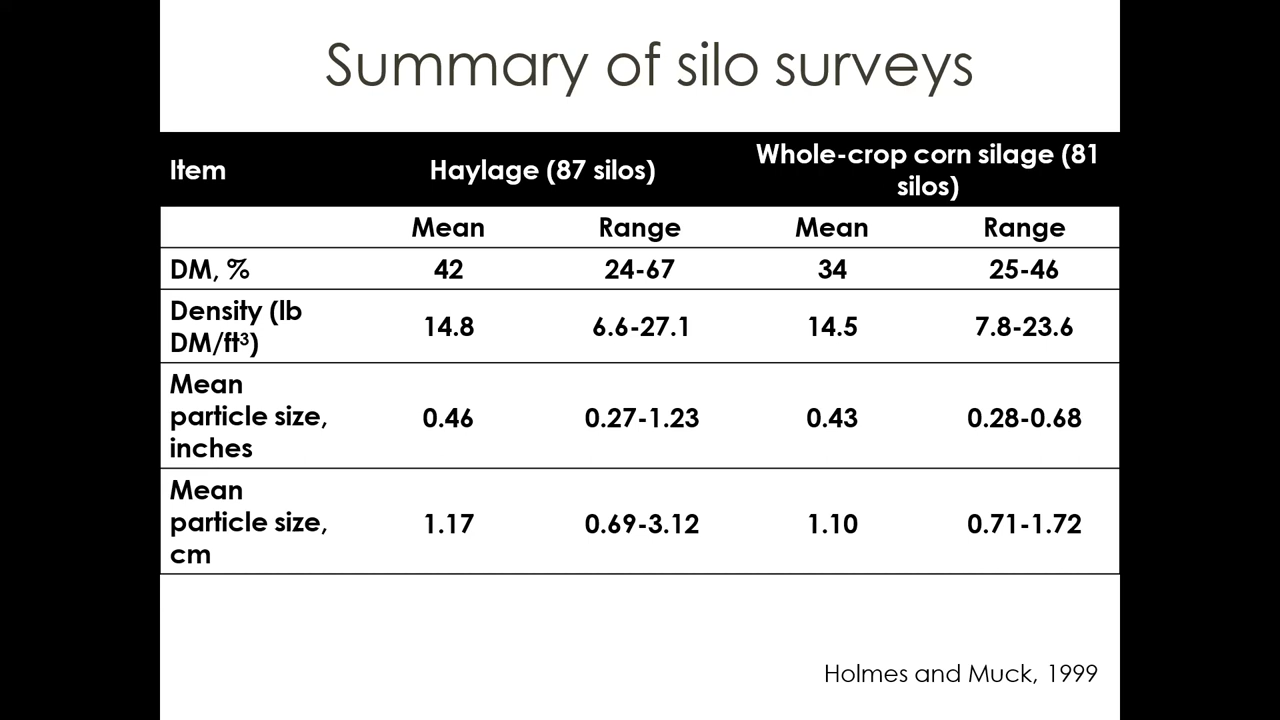 Summary of silo surveys
Item Haylage (87 silos) Whole-crop corn silage (81
silos)
Mean Range Mean Range
DM, % 42 24-67 34 25-46
Density (lb
DM/ft³) 14.8 6.6-27.1 14.5 7.8-23.6
Mean
particle size, 0.46 0.27-1.23 0.43 0.28-0.68
inches
Mean
particle size, 1.17 0.69-3.12 1.10 0.71-1.72
cm
Holmes and Muck, 1999